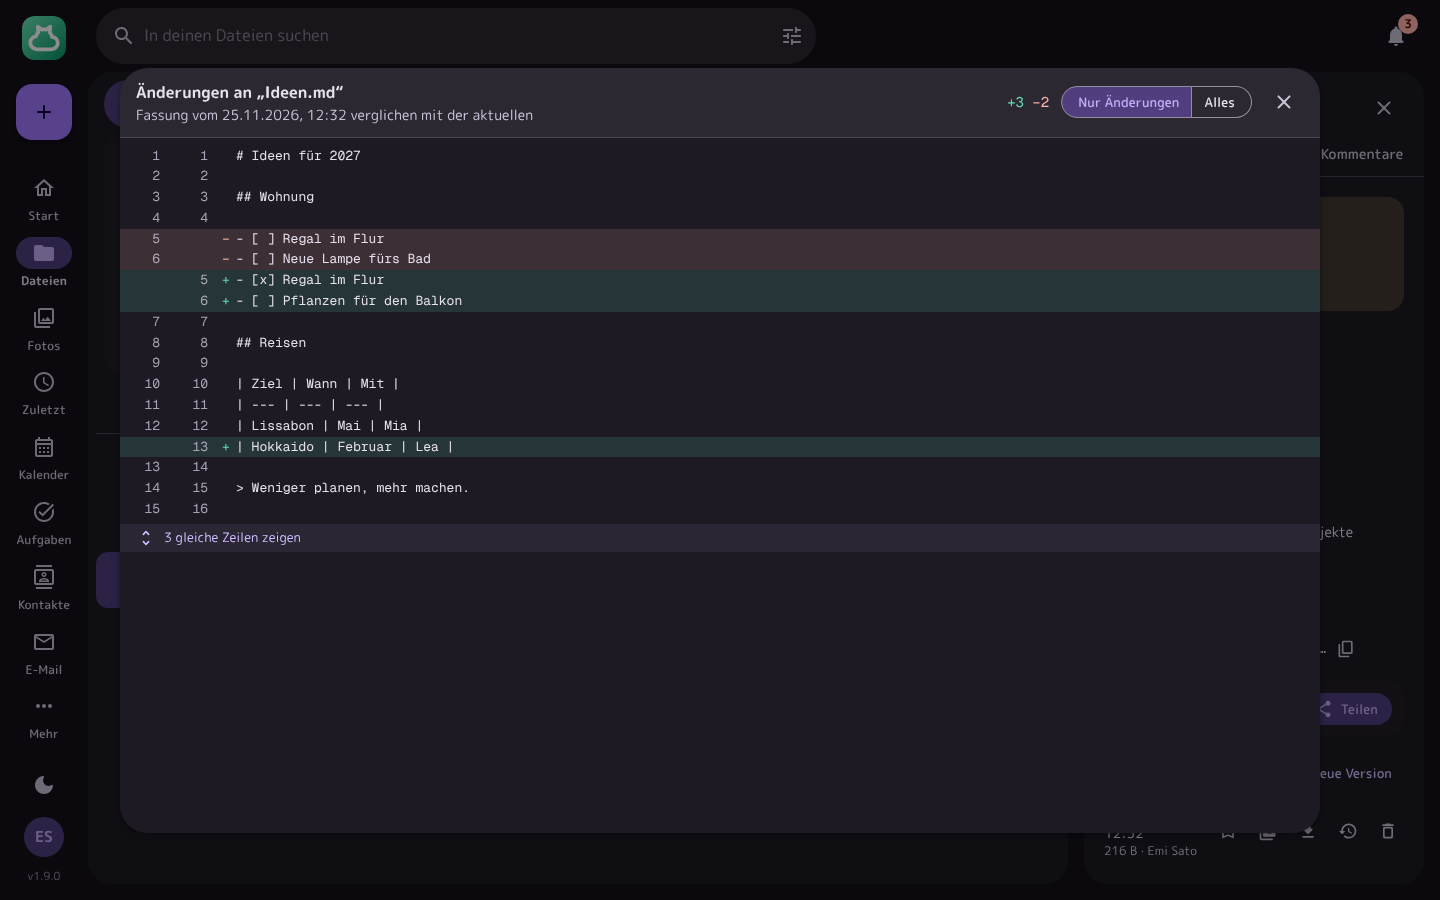 In deinen Dateien suchen
3
Änderungen an „Ideen.md“
Fassung vom 25.11.2026, 12:32 verglichen mit der aktuellen
+3 −2
Nur Änderungen
Alles
Kommentare
Start
Dateien
Fotos
Zuletzt
Kalender
Aufgaben
Kontakte
E-Mail
Mehr
ES
v1.9.0
1 1 # Ideen für 2027
2 2
3 3 ## Wohnung
4 4
5 − - [ ] Regal im Flur
6 − - [ ] Neue Lampe fürs Bad
5 + - [x] Regal im Flur
6 + - [ ] Pflanzen für den Balkon
7 7
8 8 ## Reisen
9 9
10 10 | Ziel | Wann | Mit |
11 11 | --- | --- | --- |
12 12 | Lissabon | Mai | Mia |
13 + | Hokkaido | Februar | Lea |
13 14
14 15 > Weniger planen, mehr machen.
15 16
3 gleiche Zeilen zeigen
jekte
…
Teilen
eue Version
12:32
216 B · Emi Sato